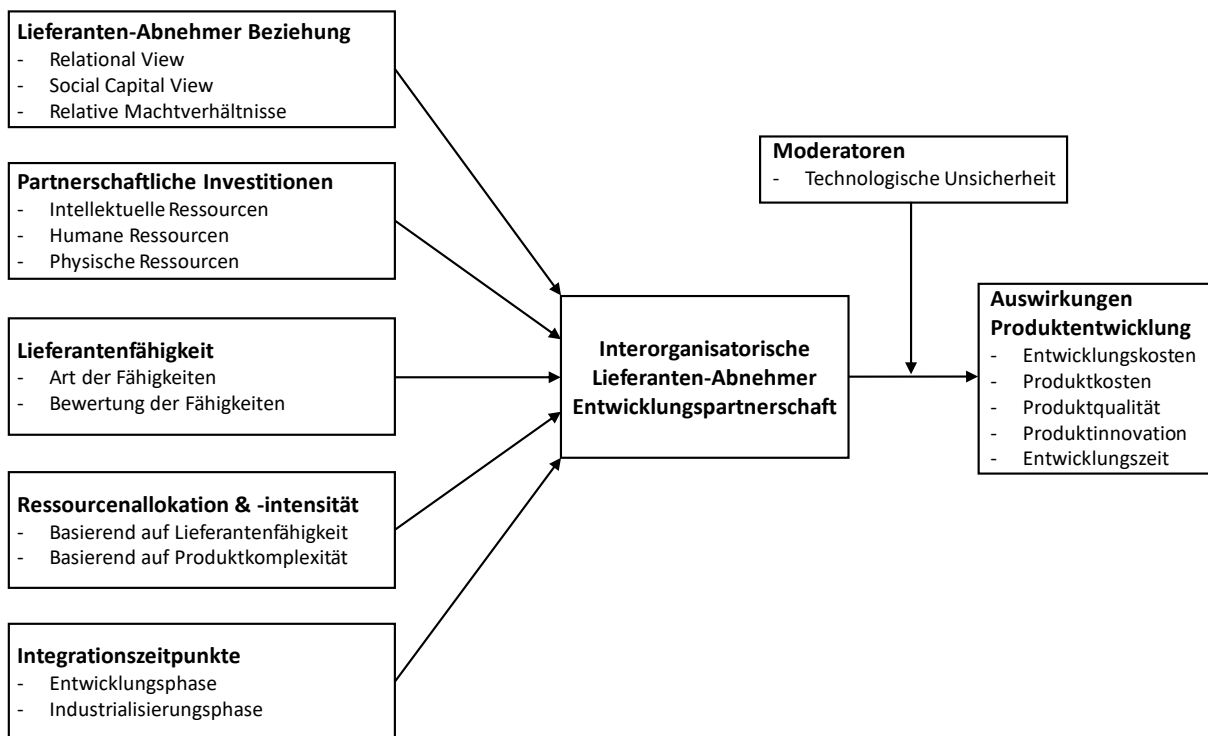 Lieferanten-Abnehmer Beziehung
- Relational View
- Social Capital View
- Relative Machtverhältnisse
Partnerschaftliche Investitionen
- Intellektuelle Ressourcen
- Humane Ressourcen
- Physische Ressourcen
Lieferantenfähigkeit
- Art der Fähigkeiten
- Bewertung der Fähigkeiten
Ressourcenallokation & -intensität
- Basierend auf Lieferantenfähigkeit
- Basierend auf Produktkomplexität
Integrationszeitpunkte
- Entwicklungsphase
- Industrialisierungsphase
Interorganisatorische
Lieferanten-Abnehmer
Entwicklungspartnerschaft
Moderatoren
- Technologische Unsicherheit
Auswirkungen
Produktentwicklung
- Entwicklungskosten
- Produktkosten
- Produktqualität
- Produktinnovation
- Entwicklungszeit